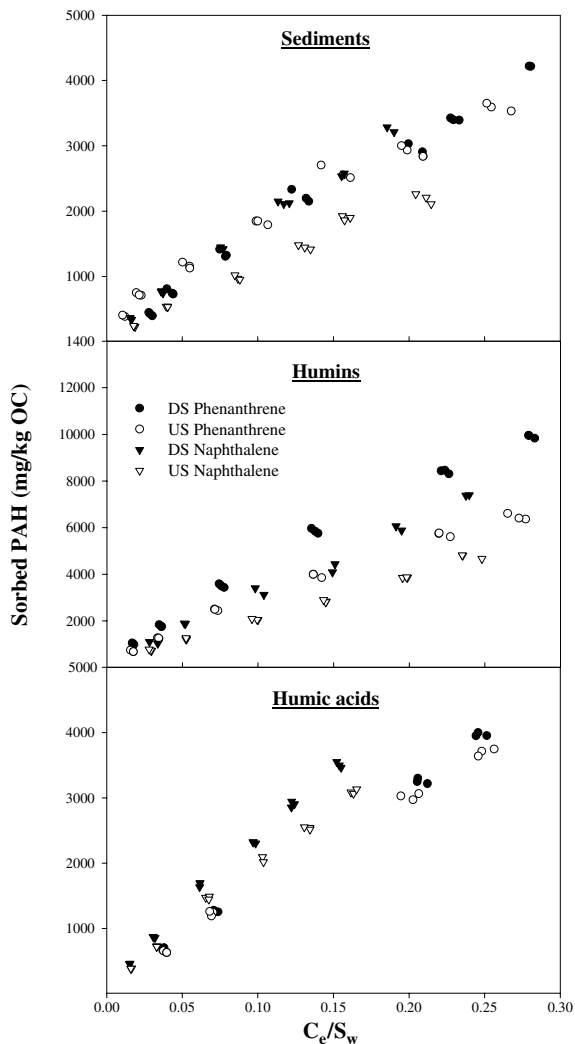 5000
Sediments
4000
3000
2000
1000
1400
Humins
12000
DS Phenanthrene
US Phenanthrene
DS Naphthalene
US Naphthalene
10000
8000
6000
4000
2000
5000
Humic acids
4000
3000
2000
1000
0.00 0.05 0.10 0.15 0.20 0.25 0.30
Ce/Sw
Sorbed PAH (mg/kg OC)